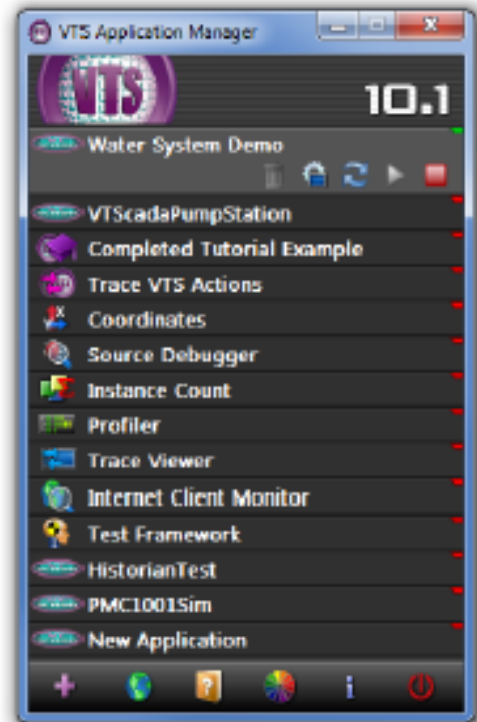 VTS Application Manager
VTS
10.1
Water System Demo
VTScadaPumpStation
Completed Tutorial Example
Trace VTS Actions
Coordinates
Source Debugger
Instance Count
Profiler
Trace Viewer
Internet Client Monitor
Test Framework
HistorianTest
PMC1001Sim
New Application